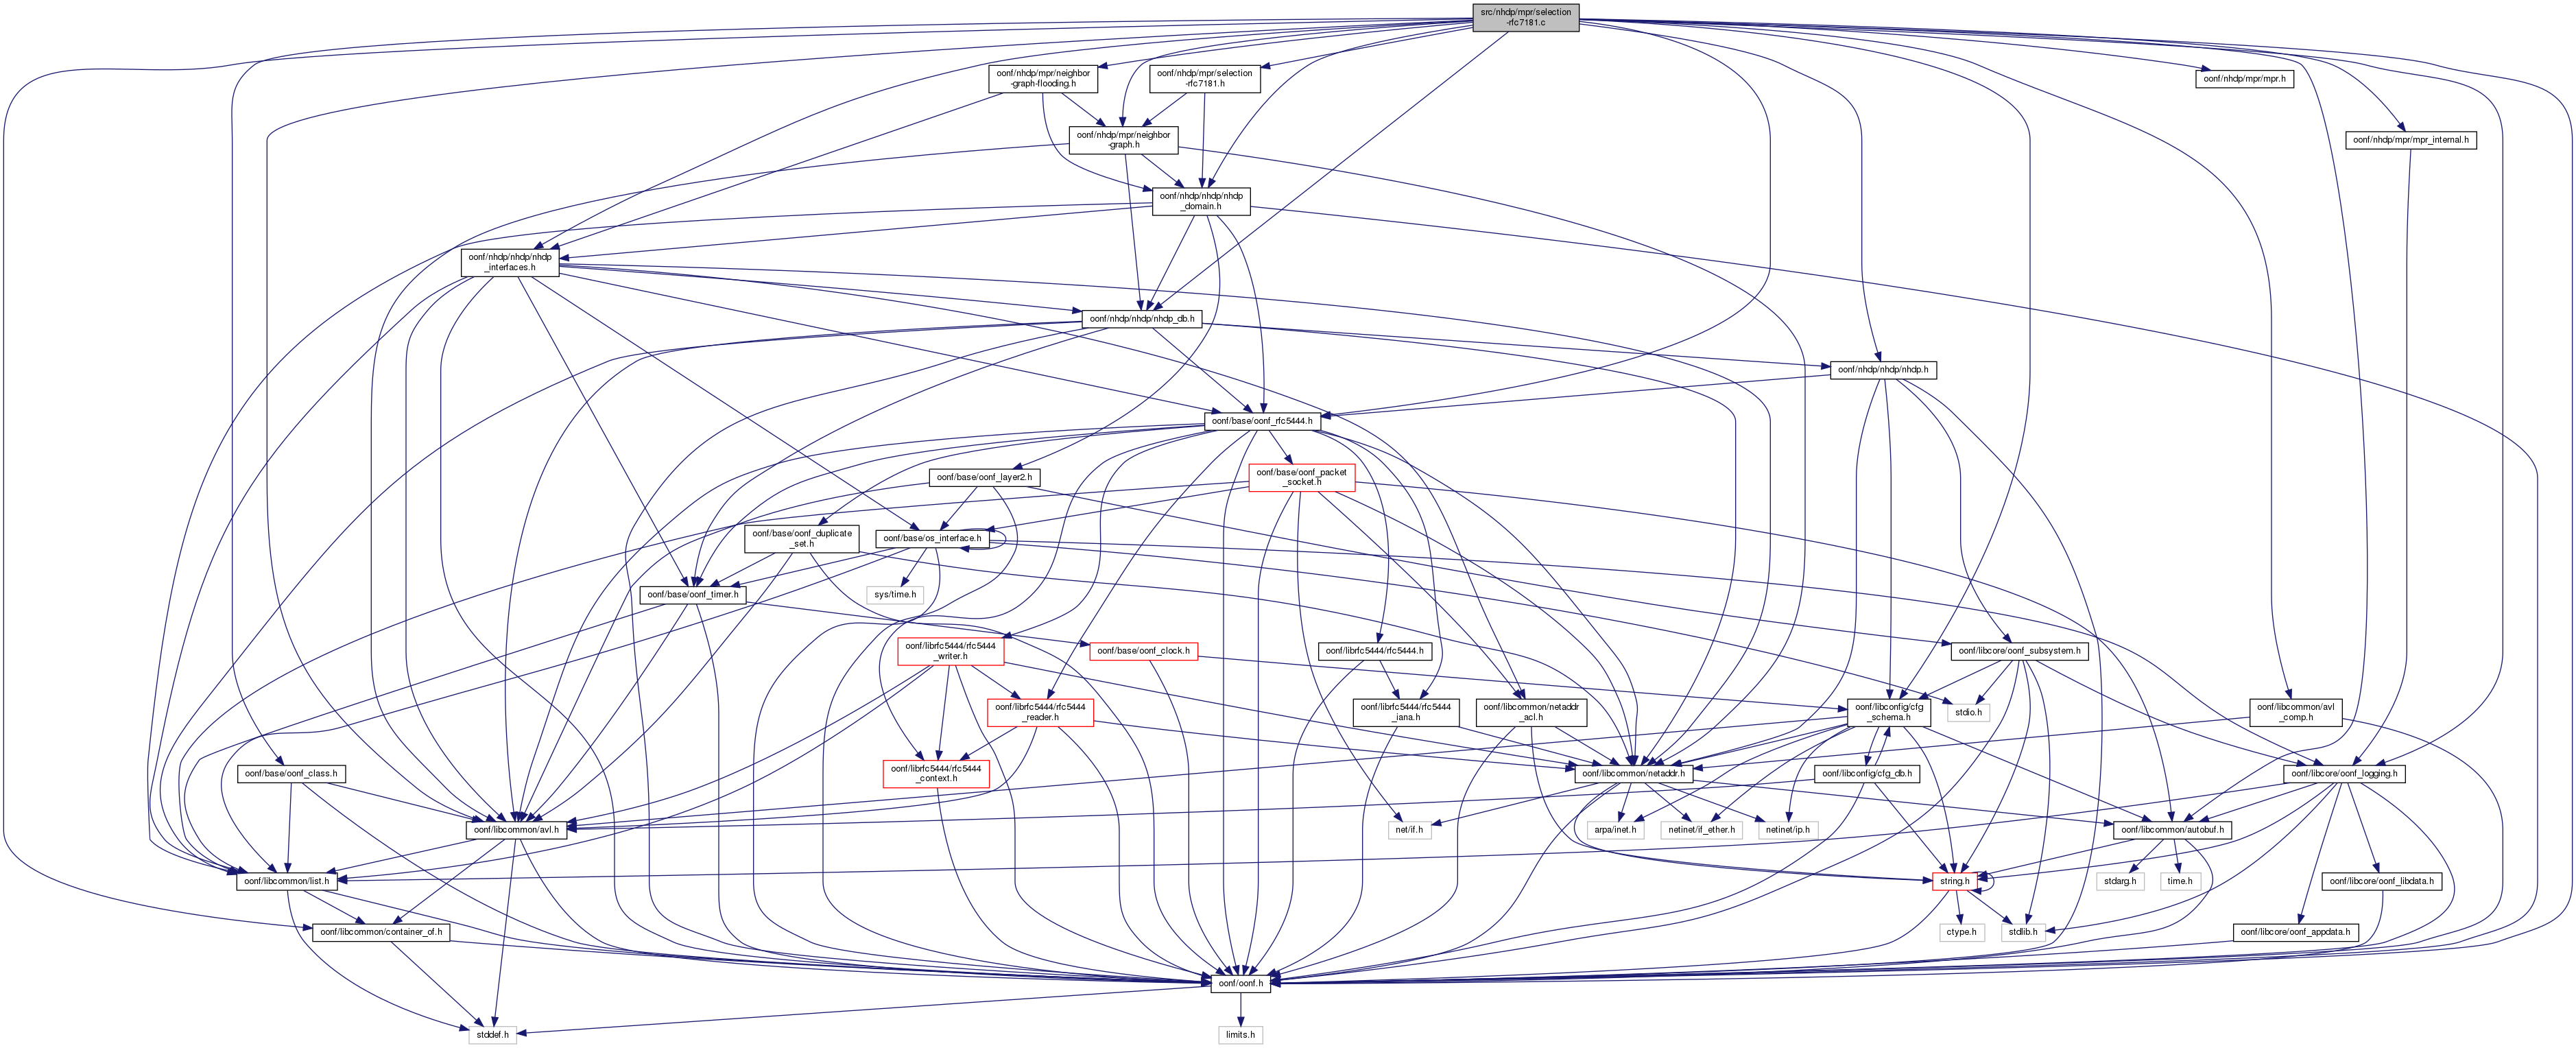 src/nhdp/mpr/selection
-rfc7181.c
oonf/nhdp/mpr/neighbor
-graph-flooding.h
oonf/nhdp/mpr/selection
-rfc7181.h
oonf/nhdp/mpr/mpr.h
oonf/nhdp/mpr/neighbor
-graph.h
oonf/nhdp/mpr/mpr_internal.h
oonf/nhdp/nhdp/nhdp
_domain.h
oonf/nhdp/nhdp/nhdp
_interfaces.h
oonf/nhdp/nhdp/nhdp_db.h
oonf/nhdp/nhdp/nhdp.h
oonf/base/oonf_rfc5444.h
oonf/base/oonf_layer2.h
oonf/base/oonf_packet
_socket.h
oonf/base/oonf_duplicate
_set.h
oonf/base/os_interface.h
oonf/base/oonf_timer.h
sys/time.h
oonf/librfc5444/rfc5444
_writer.h
oonf/base/oonf_clock.h
oonf/librfc5444/rfc5444.h
oonf/libcore/oonf_subsystem.h
oonf/librfc5444/rfc5444
_reader.h
oonf/librfc5444/rfc5444
_iana.h
oonf/libcommon/netaddr
_acl.h
oonf/libconfig/cfg
_schema.h
stdio.h
oonf/libcommon/avl
_comp.h
oonf/base/oonf_class.h
oonf/librfc5444/rfc5444
_context.h
oonf/libcommon/netaddr.h
oonf/libconfig/cfg_db.h
oonf/libcore/oonf_logging.h
oonf/libcommon/avl.h
net/if.h
arpa/inet.h
netinet/if_ether.h
netinet/ip.h
oonf/libcommon/autobuf.h
oonf/libcommon/list.h
string.h
stdarg.h
time.h
oonf/libcore/oonf_libdata.h
oonf/libcommon/container_of.h
ctype.h
stdlib.h
oonf/libcore/oonf_appdata.h
oonf/oonf.h
stddef.h
limits.h